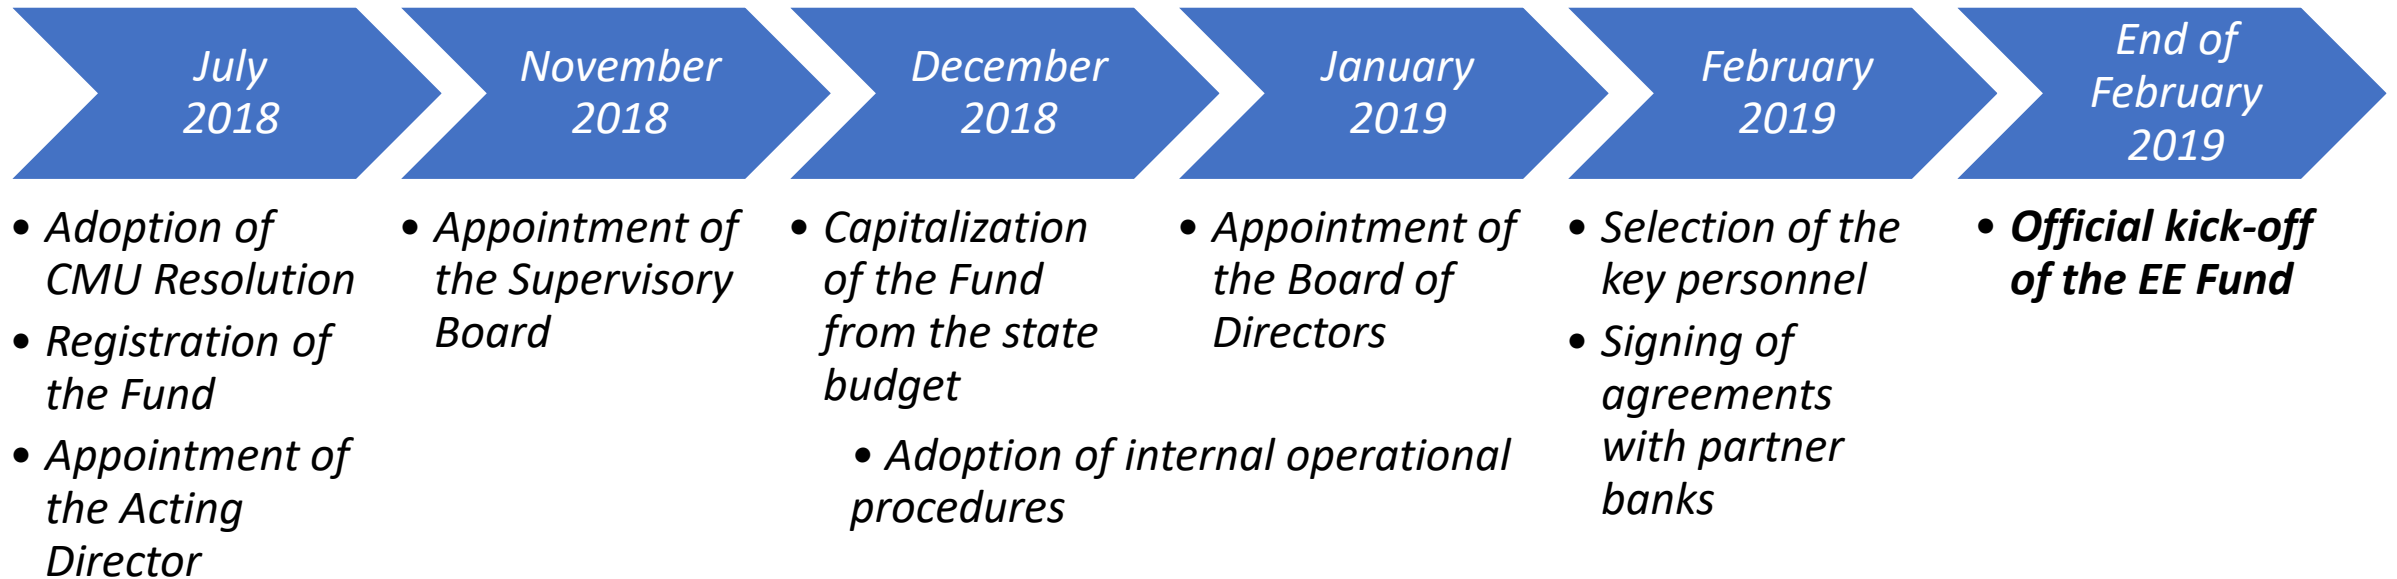 July
2018
November
2018
December
2018
January
2019
February
2019
End of
February
2019
• Adoption of
CMU Resolution
• Registration of
the Fund
• Appointment of
the Acting
Director
• Appointment of
the Supervisory
Board
• Capitalization
of the Fund
from the state
budget
• Appointment of
the Board of
Directors
• Adoption of internal operational
procedures
• Selection of the
key personnel
• Signing of
agreements
with partner
banks
• Official kick-off
of the EE Fund